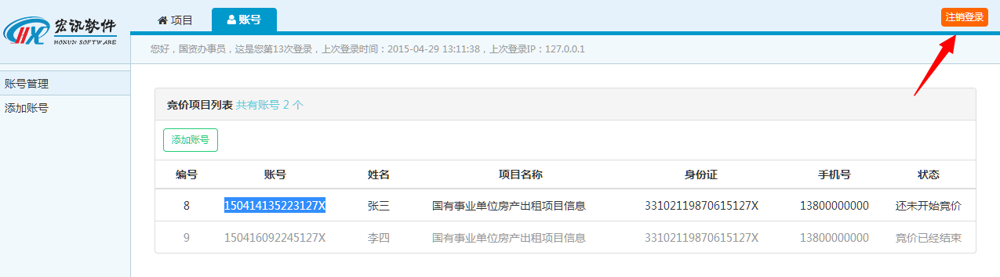 宏讯软件
HONUN SOFTWARE
项目
账号
注销登录
您好，国资办事员，这是您第13次登录，上次登录时间：2015-04-29 13:11:38，上次登录IP：127.0.0.1
账号管理
添加账号
竞价项目列表 共有账号 2 个
添加账号
编号 账号 姓名 项目名称 身份证 手机号 状态
8 150414135223127X 张三 国有事业单位房产出租项目信息 33102119870615127X 13800000000 还未开始竞价
9 150416092245127X 李四 国有事业单位房产出租项目信息 33102119870615127X 13800000000 竞价已经结束